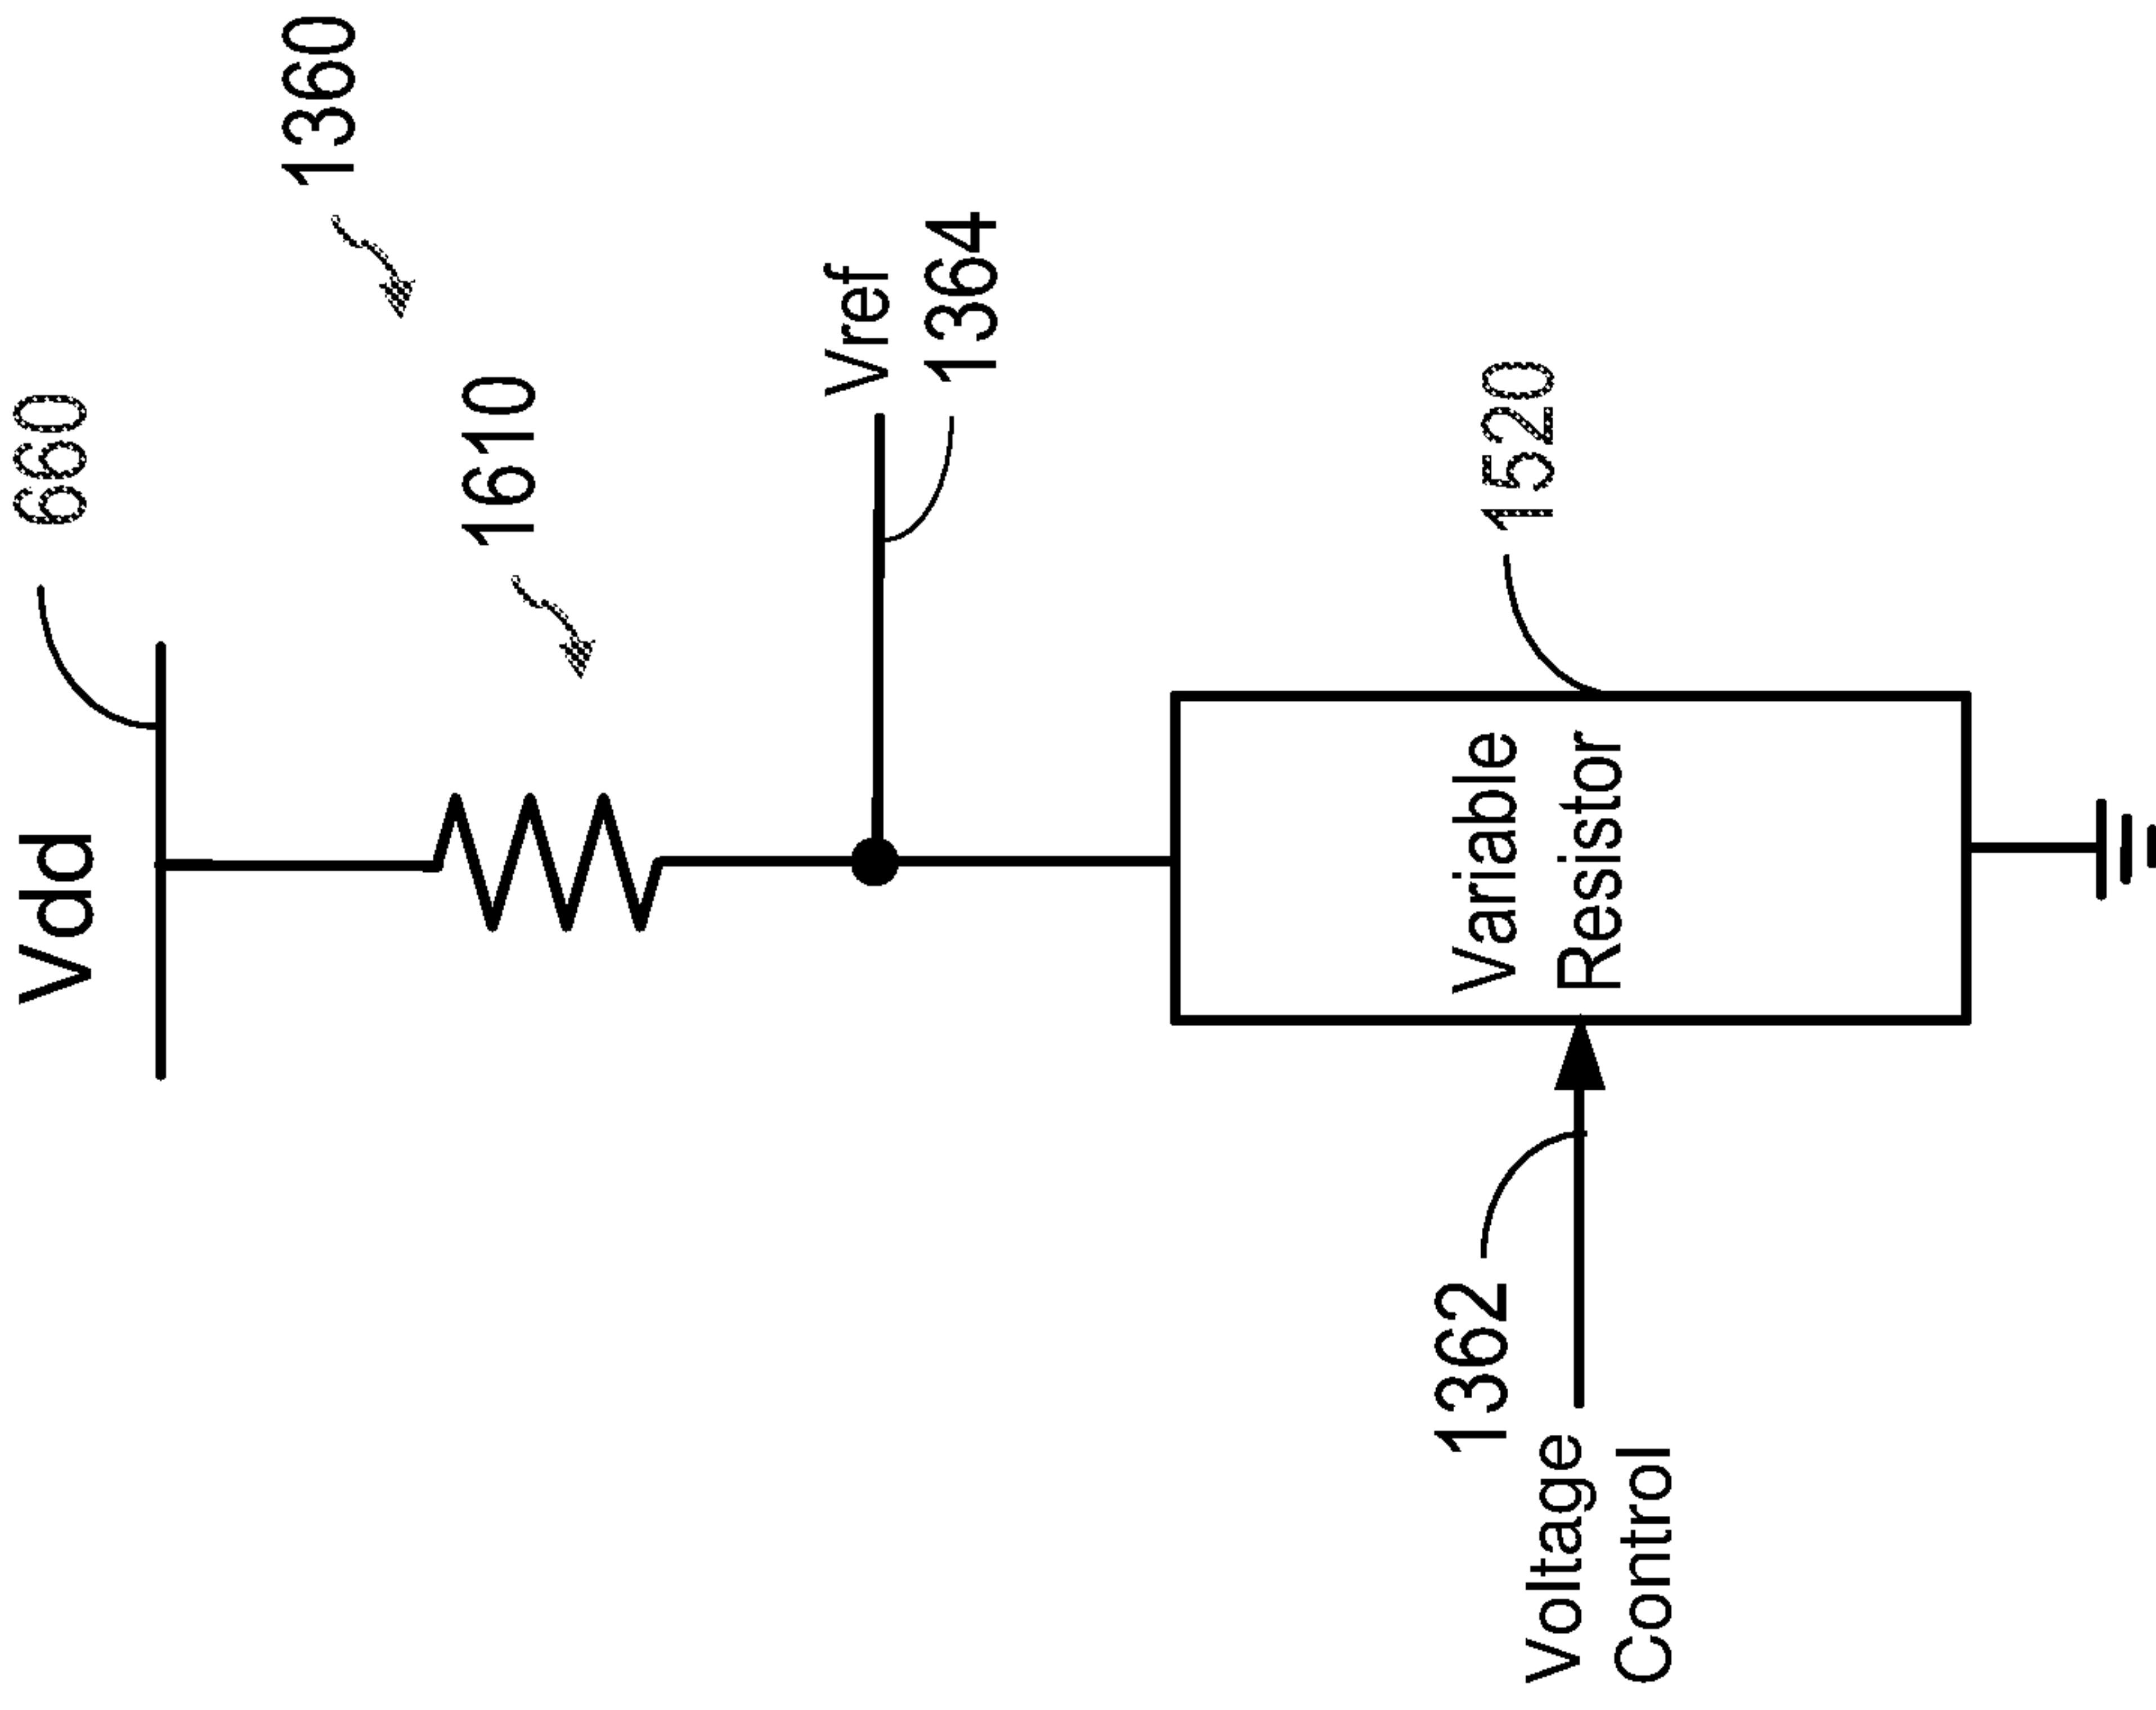 Vdd
660
1360
1610
Vref
1364
1520
Variable
Resistor
1362
Voltage
Control